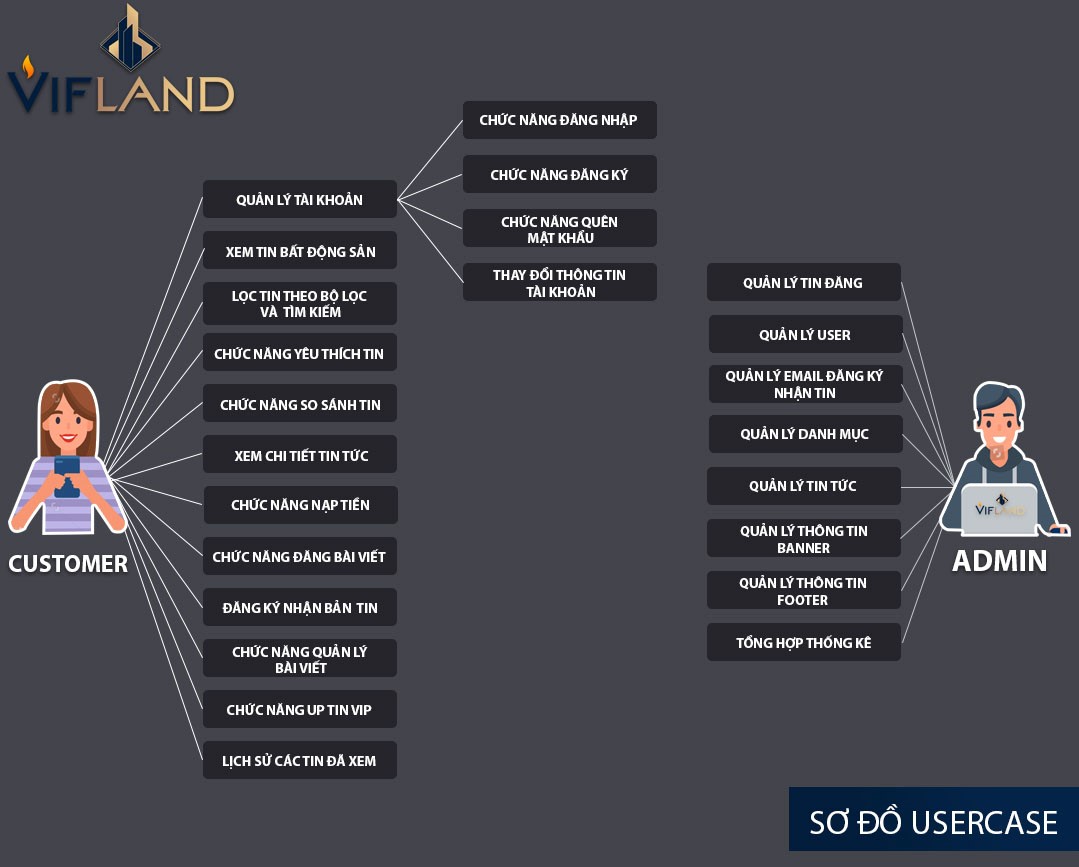 VIFLAND
CHỨC NĂNG ĐĂNG NHẬP
CHỨC NĂNG ĐĂNG KÝ
CHỨC NĂNG QUÊN
MẬT KHẨU
THAY ĐỔI THÔNG TIN
TÀI KHOẢN
QUẢN LÝ TÀI KHOẢN
XEM TIN BẤT ĐỘNG SẢN
LỌC TIN THEO BỘ LỌC
VÀ TÌM KIẾM
CHỨC NĂNG YÊU THÍCH TIN
CHỨC NĂNG SO SÁNH TIN
XEM CHI TIẾT TIN TỨC
CHỨC NĂNG NẠP TIỀN
CHỨC NĂNG ĐĂNG BÀI VIẾT
ĐĂNG KÝ NHẬN BẢN TIN
CHỨC NĂNG QUẢN LÝ
BÀI VIẾT
CHỨC NĂNG UP TIN VIP
LỊCH SỬ CÁC TIN ĐÃ XEM
CUSTOMER
QUẢN LÝ TIN ĐĂNG
QUẢN LÝ USER
QUẢN LÝ EMAIL ĐĂNG KÝ
NHẬN TIN
QUẢN LÝ DANH MỤC
QUẢN LÝ TIN TỨC
QUẢN LÝ THÔNG TIN
BANNER
QUẢN LÝ THÔNG TIN
FOOTER
TỔNG HỢP THỐNG KÊ
VIFLAND
ADMIN
SƠ ĐỒ USERCASE